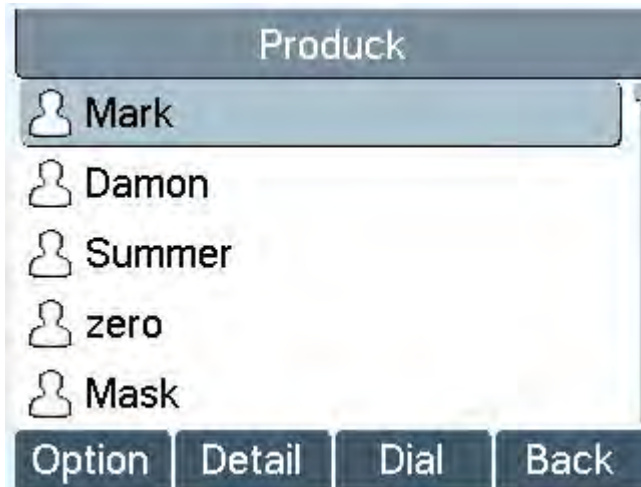 Produck
Mark
Damon
Summer
zero
Mask
Option Detail Dial Back